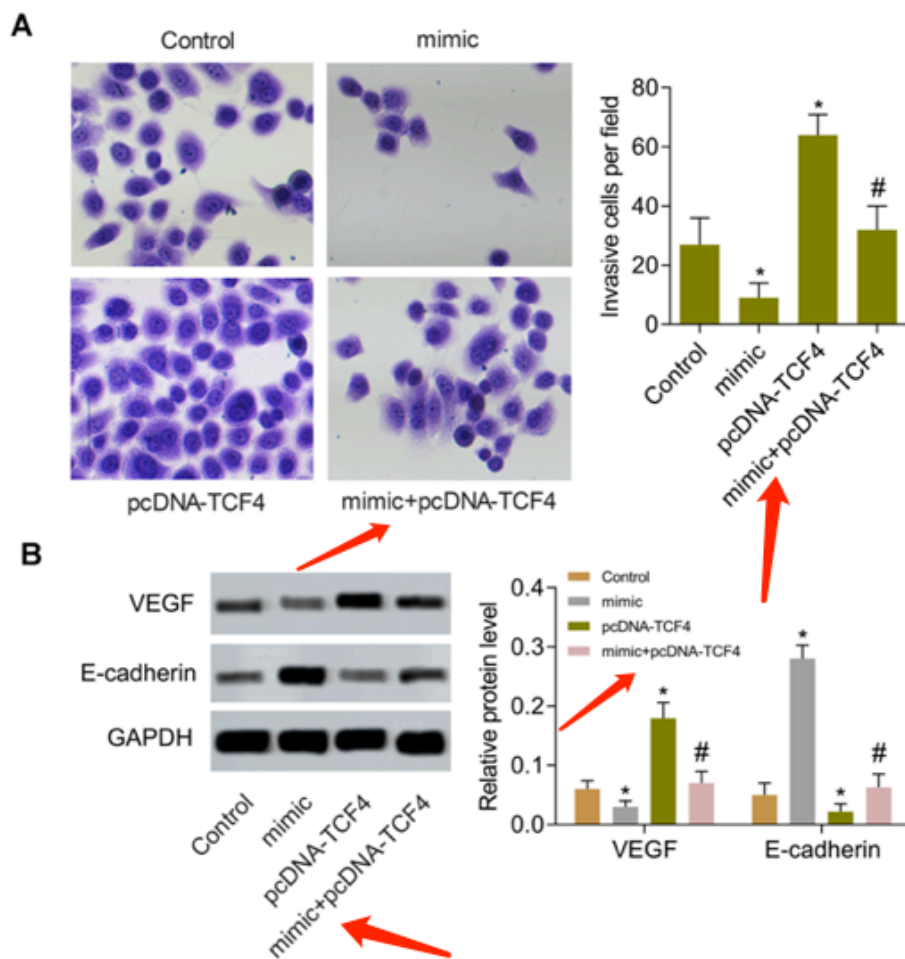 A
Control
mimic
pcDNA-TCF4
mimic+pcDNA-TCF4
Invasive cells per field
80
60
40
20
0
*
*
#
Control
mimic
pcDNA-TCF4
mimic+pcDNA-TCF4
B
VEGF
E-cadherin
GAPDH
Control
mimic
pcDNA-TCF4
mimic+pcDNA-TCF4
Relative protein level
0.4
0.3
0.2
0.1
0.0
Control
mimic
pcDNA-TCF4
mimic+pcDNA-TCF4
*
*
#
*
*
#
VEGF
E-cadherin